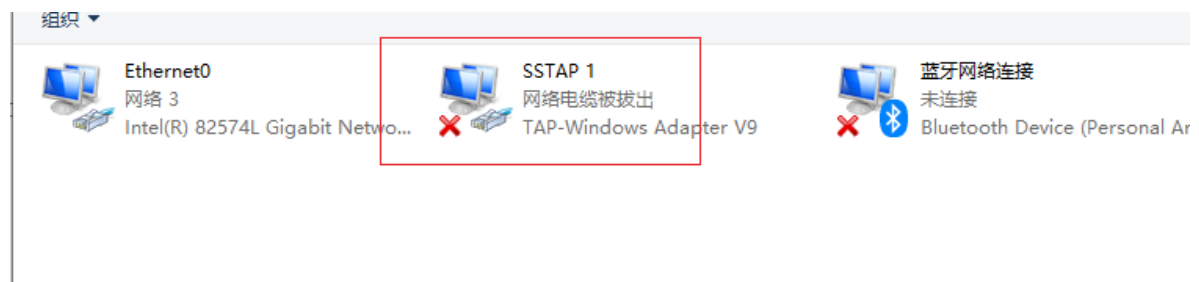 组织
Ethernet0
网络 3
Intel(R) 82574L Gigabit Netwo...
SSTAP 1
网络电缆被拔出
TAP-Windows Adapter V9
蓝牙网络连接
未连接
Bluetooth Device (Personal Ar